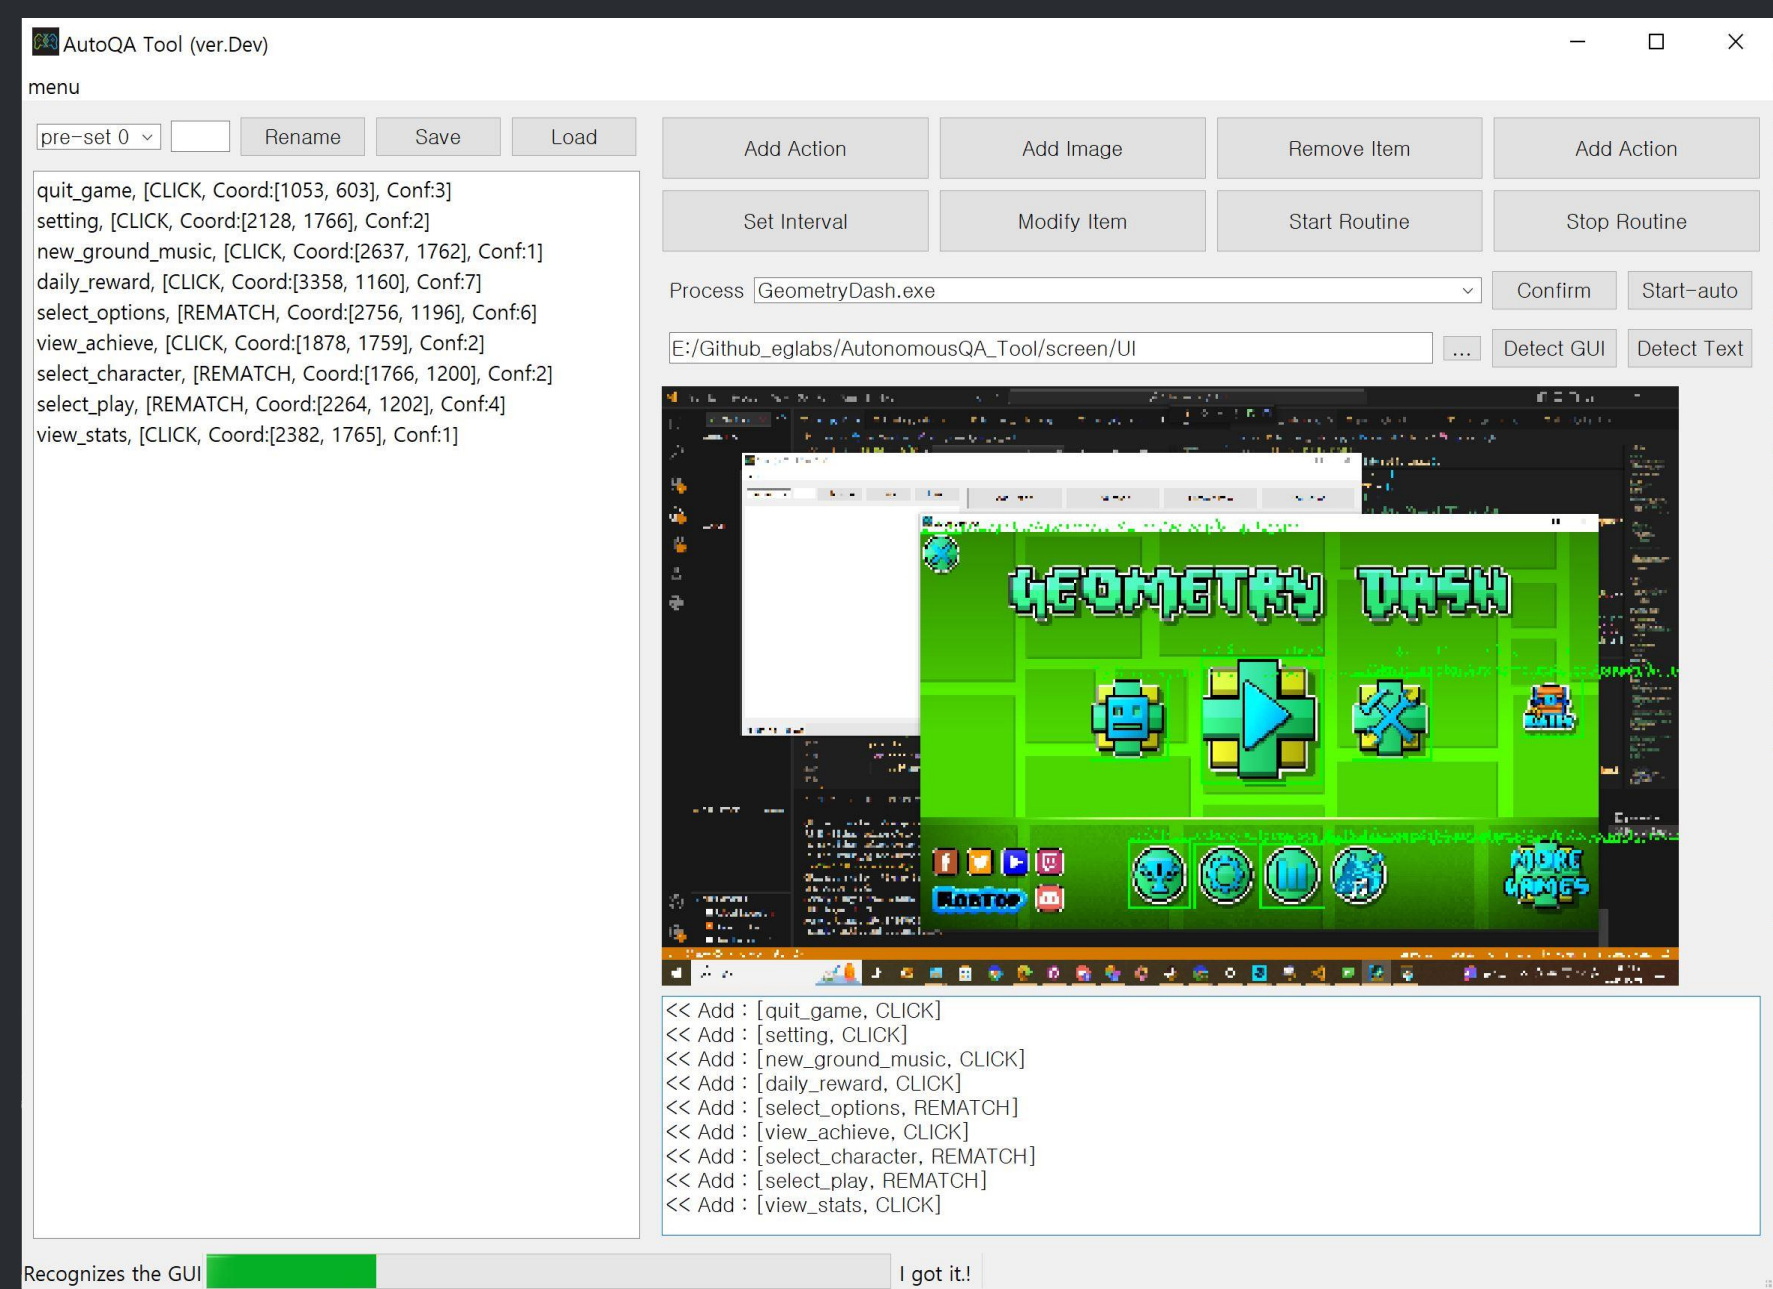 AutoQA Tool (ver.Dev)
menu
pre-set 0
Rename
Save
Load
Add Action
Add Image
Remove Item
Add Action
Set Interval
Modify Item
Start Routine
Stop Routine
quit_game, [CLICK, Coord:[1053, 603], Conf:3]
setting, [CLICK, Coord:[2128, 1766], Conf:2]
new_ground_music, [CLICK, Coord:[2637, 1762], Conf:1]
daily_reward, [CLICK, Coord:[3358, 1160], Conf:7]
select_options, [REMATCH, Coord:[2756, 1196], Conf:6]
view_achieve, [CLICK, Coord:[1878, 1759], Conf:2]
select_character, [REMATCH, Coord:[1766, 1200], Conf:2]
select_play, [REMATCH, Coord:[2264, 1202], Conf:4]
view_stats, [CLICK, Coord:[2382, 1765], Conf:1]
Process
GeometryDash.exe
Confirm
Start-auto
E:/Github_eglabs/AutonomousQA_Tool/screen/UI
...
Detect GUI
Detect Text
GEOMETRY DASH
ROBTOP
MORE
GAMES
<< Add : [quit_game, CLICK]
<< Add : [setting, CLICK]
<< Add : [new_ground_music, CLICK]
<< Add : [daily_reward, CLICK]
<< Add : [select_options, REMATCH]
<< Add : [view_achieve, CLICK]
<< Add : [select_character, REMATCH]
<< Add : [select_play, REMATCH]
<< Add : [view_stats, CLICK]
Recognizes the GUI
I got it.!